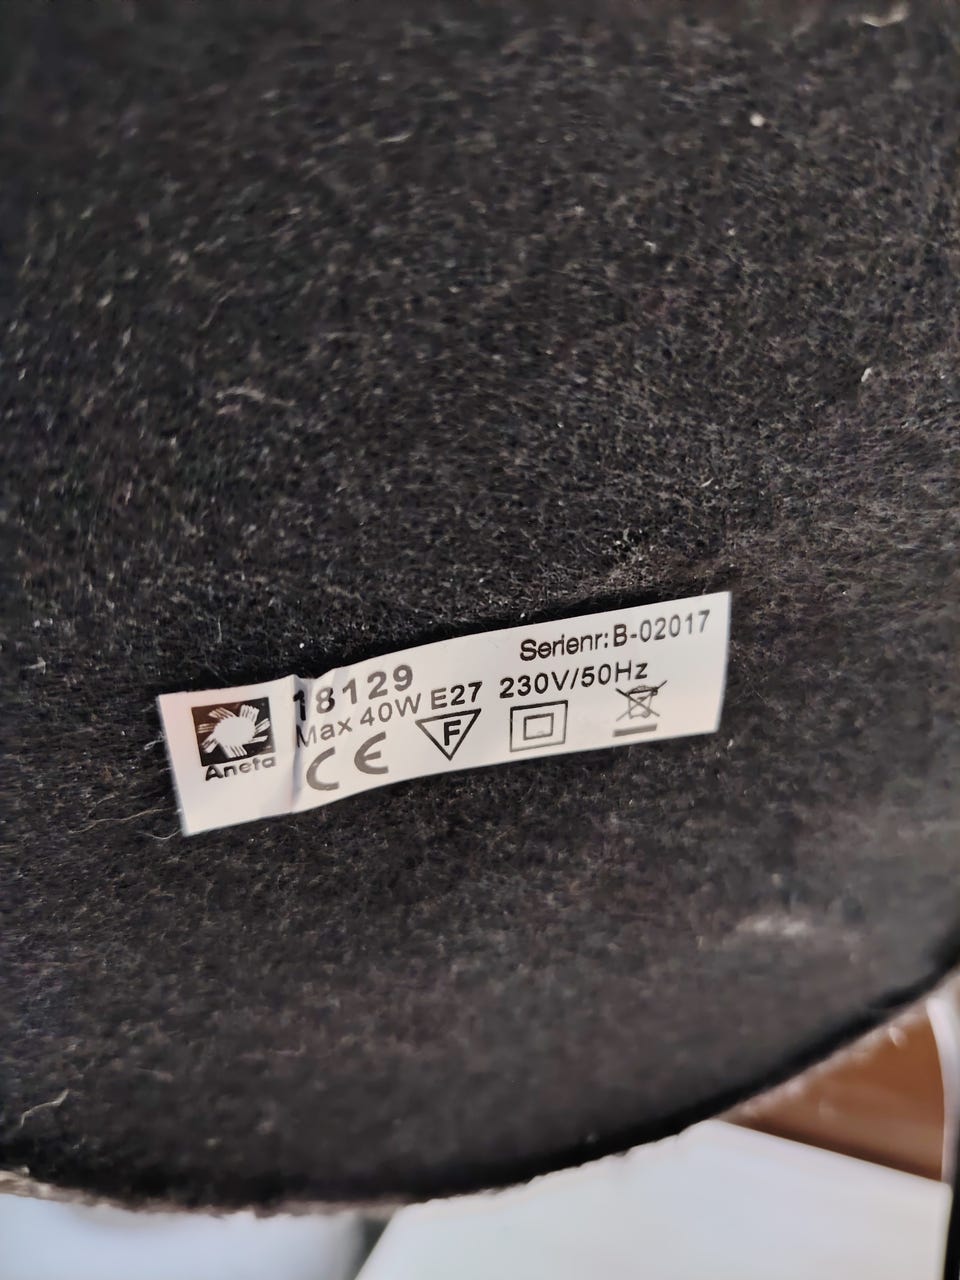 Aneta
18129
Serienr: B-02017
Max 40W E27 230V/50Hz
CE F